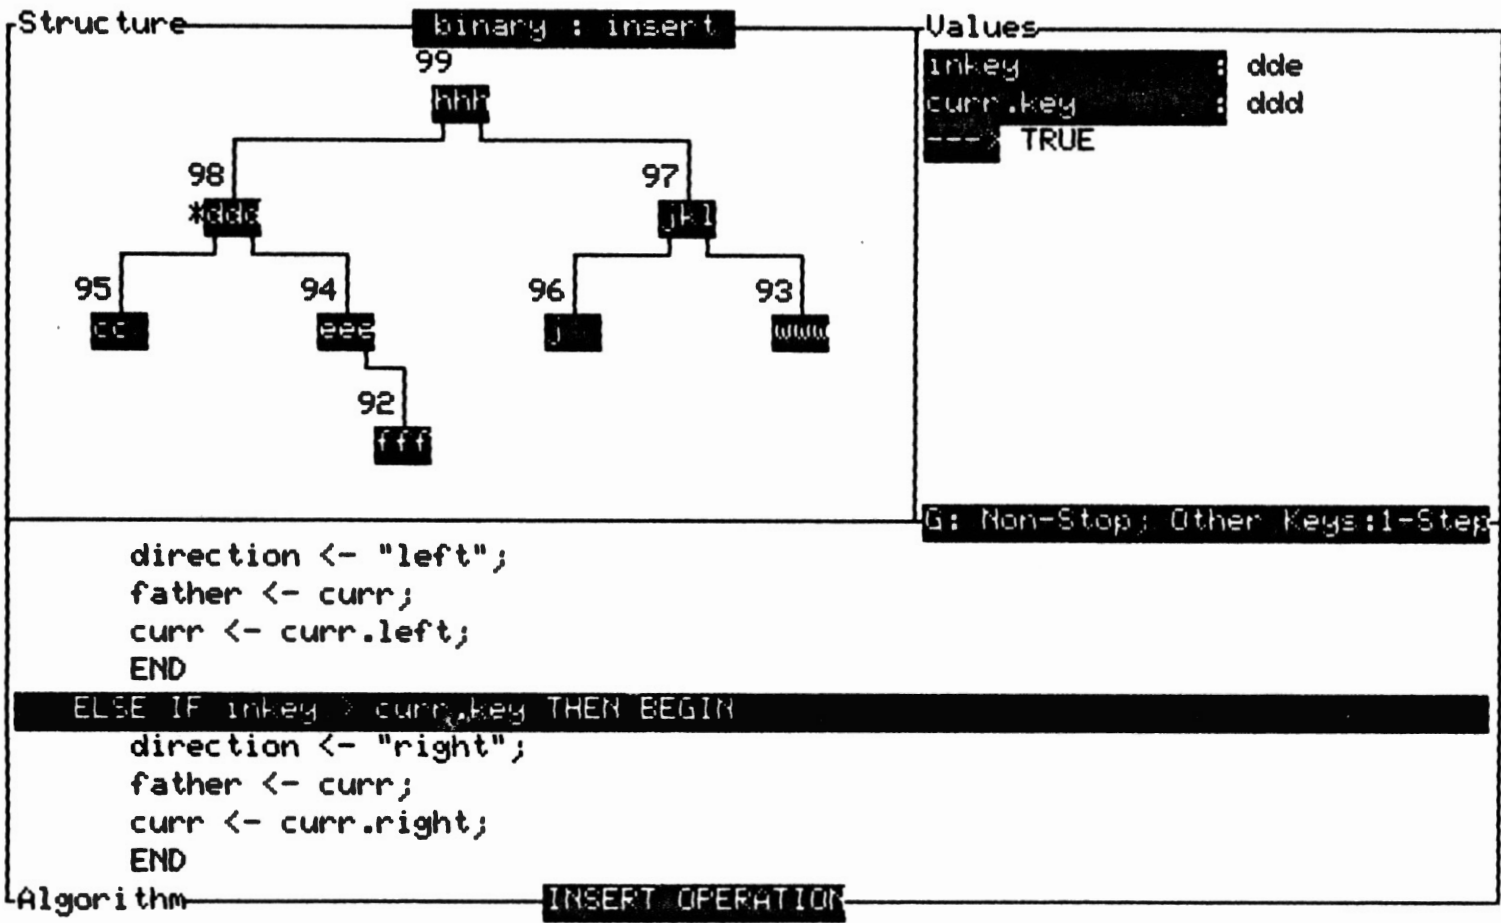 Structure
binary : insert
99
hhh
98
97
*ddd
jkl
95
94
96
93
cc
eee
j
www
92
fff
Values
inkey : dde
curr.key : ddd
---> TRUE
G: Non-Stop; Other Keys:1-Step
direction <- "left";
father <- curr;
curr <- curr.left;
END
ELSE IF inkey > curr.key THEN BEGIN
direction <- "right";
father <- curr;
curr <- curr.right;
END
Algorithm
INSERT OPERATION